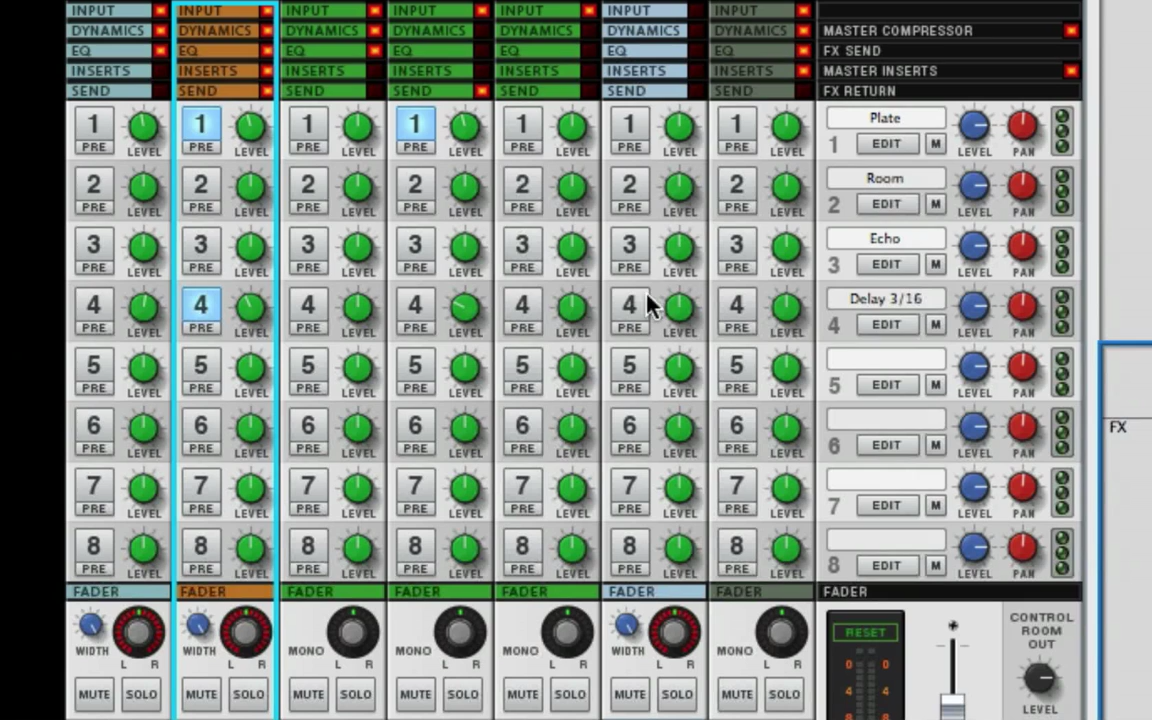 INPUT INPUT INPUT INPUT INPUT INPUT INPUT
DYNAMICS DYNAMICS DYNAMICS DYNAMICS DYNAMICS DYNAMICS DYNAMICS MASTER COMPRESSOR
EQ EQ EQ EQ EQ EQ EQ FX SEND
INSERTS INSERTS INSERTS INSERTS INSERTS INSERTS INSERTS MASTER INSERTS
SEND SEND SEND SEND SEND SEND SEND FX RETURN
1 1 1 1 1 1 1 Plate
PRE LEVEL PRE LEVEL PRE LEVEL PRE LEVEL PRE LEVEL PRE LEVEL PRE LEVEL 1 EDIT M LEVEL PAN
2 2 2 2 2 2 2 Room
PRE LEVEL PRE LEVEL PRE LEVEL PRE LEVEL PRE LEVEL PRE LEVEL PRE LEVEL 2 EDIT M LEVEL PAN
3 3 3 3 3 3 3 Echo
PRE LEVEL PRE LEVEL PRE LEVEL PRE LEVEL PRE LEVEL PRE LEVEL PRE LEVEL 3 EDIT M LEVEL PAN
4 4 4 4 4 4 4 Delay 3/16
PRE LEVEL PRE LEVEL PRE LEVEL PRE LEVEL PRE LEVEL PRE LEVEL PRE LEVEL 4 EDIT M LEVEL PAN
5 5 5 5 5 5 5
PRE LEVEL PRE LEVEL PRE LEVEL PRE LEVEL PRE LEVEL PRE LEVEL PRE LEVEL 5 EDIT M LEVEL PAN
6 6 6 6 6 6 6
PRE LEVEL PRE LEVEL PRE LEVEL PRE LEVEL PRE LEVEL PRE LEVEL PRE LEVEL 6 EDIT M LEVEL PAN
FX
7 7 7 7 7 7 7
PRE LEVEL PRE LEVEL PRE LEVEL PRE LEVEL PRE LEVEL PRE LEVEL PRE LEVEL 7 EDIT M LEVEL PAN
8 8 8 8 8 8 8
PRE LEVEL PRE LEVEL PRE LEVEL PRE LEVEL PRE LEVEL PRE LEVEL PRE LEVEL 8 EDIT M LEVEL PAN
FADER FADER FADER FADER FADER FADER FADER FADER
WIDTH WIDTH MONO MONO MONO WIDTH MONO
L R L R L R L R L R L R L R
MUTE SOLO MUTE SOLO MUTE SOLO MUTE SOLO MUTE SOLO MUTE SOLO MUTE SOLO
RESET
0 0
4 4
8 8
CONTROL
ROOM
OUT
LEVEL